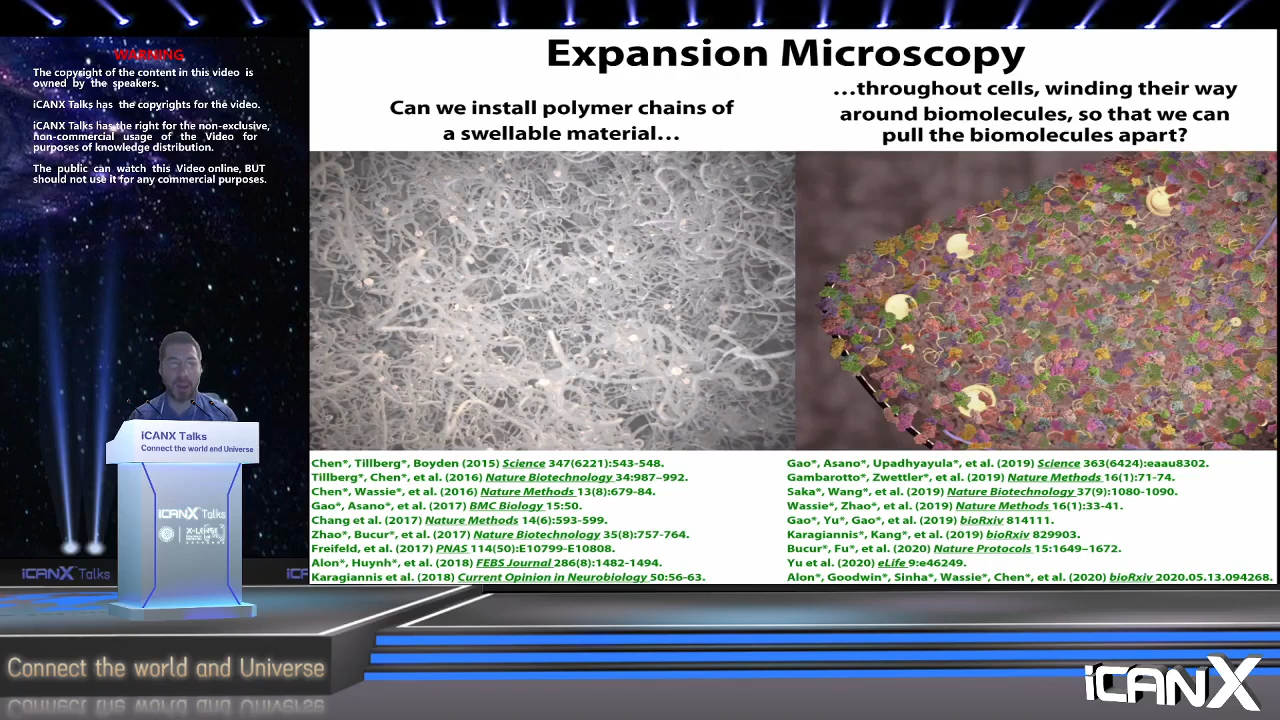 WARNING
The copyright of the content in this video is
owned by the speakers.
iCANX Talks has the copyrights for the video.
iCANX Talks has the right for the non-exclusive,
non-commercial usage of the Video for
purposes of knowledge distribution.
The public can watch this Video online, BUT
should not use it for any commercial purposes.
Expansion Microscopy
Can we install polymer chains of
a swellable material…
…throughout cells, winding their way
around biomolecules, so that we can
pull the biomolecules apart?
Chen*, Tillberg*, Boyden (2015) Science 347(6221):543-548.
Tillberg*, Chen*, et al. (2016) Nature Biotechnology 34:987–992.
Chen*, Wassie*, et al. (2016) Nature Methods 13(8):679-84.
Gao*, Asano*, et al. (2017) BMC Biology 15:50.
Chang et al. (2017) Nature Methods 14(6):593-599.
Zhao*, Bucur*, et al. (2017) Nature Biotechnology 35(8):757-764.
Freifeld, et al. (2017) PNAS 114(50):E10799-E10808.
Alon*, Huynh*, et al. (2018) FEBS Journal 286(8):1482-1494.
Karagiannis et al. (2018) Current Opinion in Neurobiology 50:56-63.
Gao*, Asano*, Upadhyayula*, et al. (2019) Science 363(6424):eaau8302.
Gambarotto*, Zwettler*, et al. (2019) Nature Methods 16(1):71-74.
Saka*, Wang*, et al. (2019) Nature Biotechnology 37(9):1080-1090.
Wassie*, Zhao*, et al. (2019) Nature Methods 16(1):33-41.
Gao*, Yu*, Gao*, et al. (2019) bioRxiv 814111.
Karagiannis*, Kang*, et al. (2019) bioRxiv 829903.
Bucur*, Fu*, et al. (2020) Nature Protocols 15:1649–1672.
Yu et al. (2020) eLife 9:e46249.
Alon*, Goodwin*, Sinha*, Wassie*, Chen*, et al. (2020) bioRxiv 2020.05.13.094268.
iCANX Talks
Connect the world and Universe
iCANX Talks
iCANX Talks
iC
Connect the world and Universe
iCANX